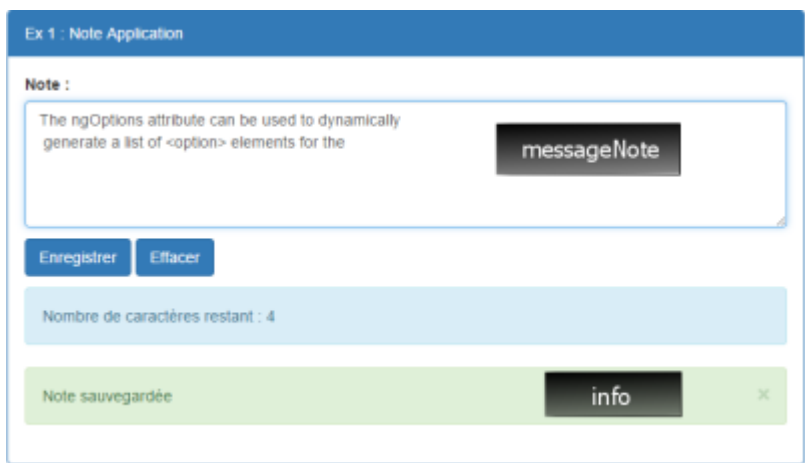 Ex 1 : Note Application
Note :
The ngOptions attribute can be used to dynamically
generate a list of <option> elements for the
messageNote
Enregistrer Effacer
Nombre de caractères restant : 4
Note sauvegardée info ×